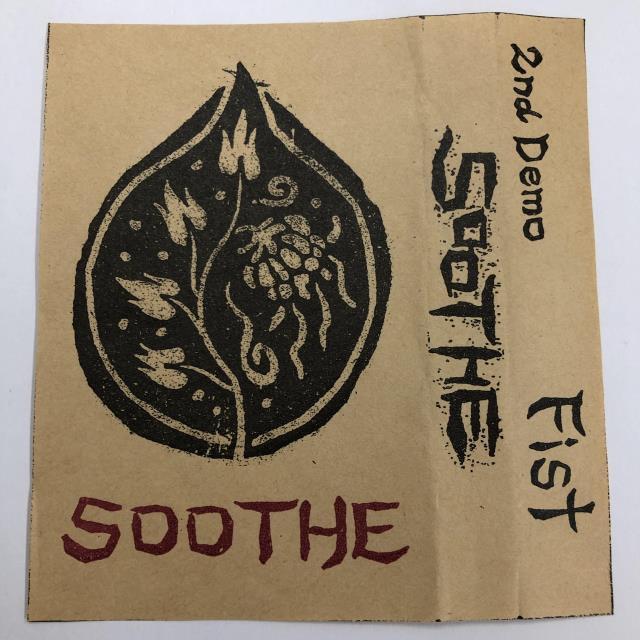 SOOTHE
SOOTHE
2nd Demo
Fist